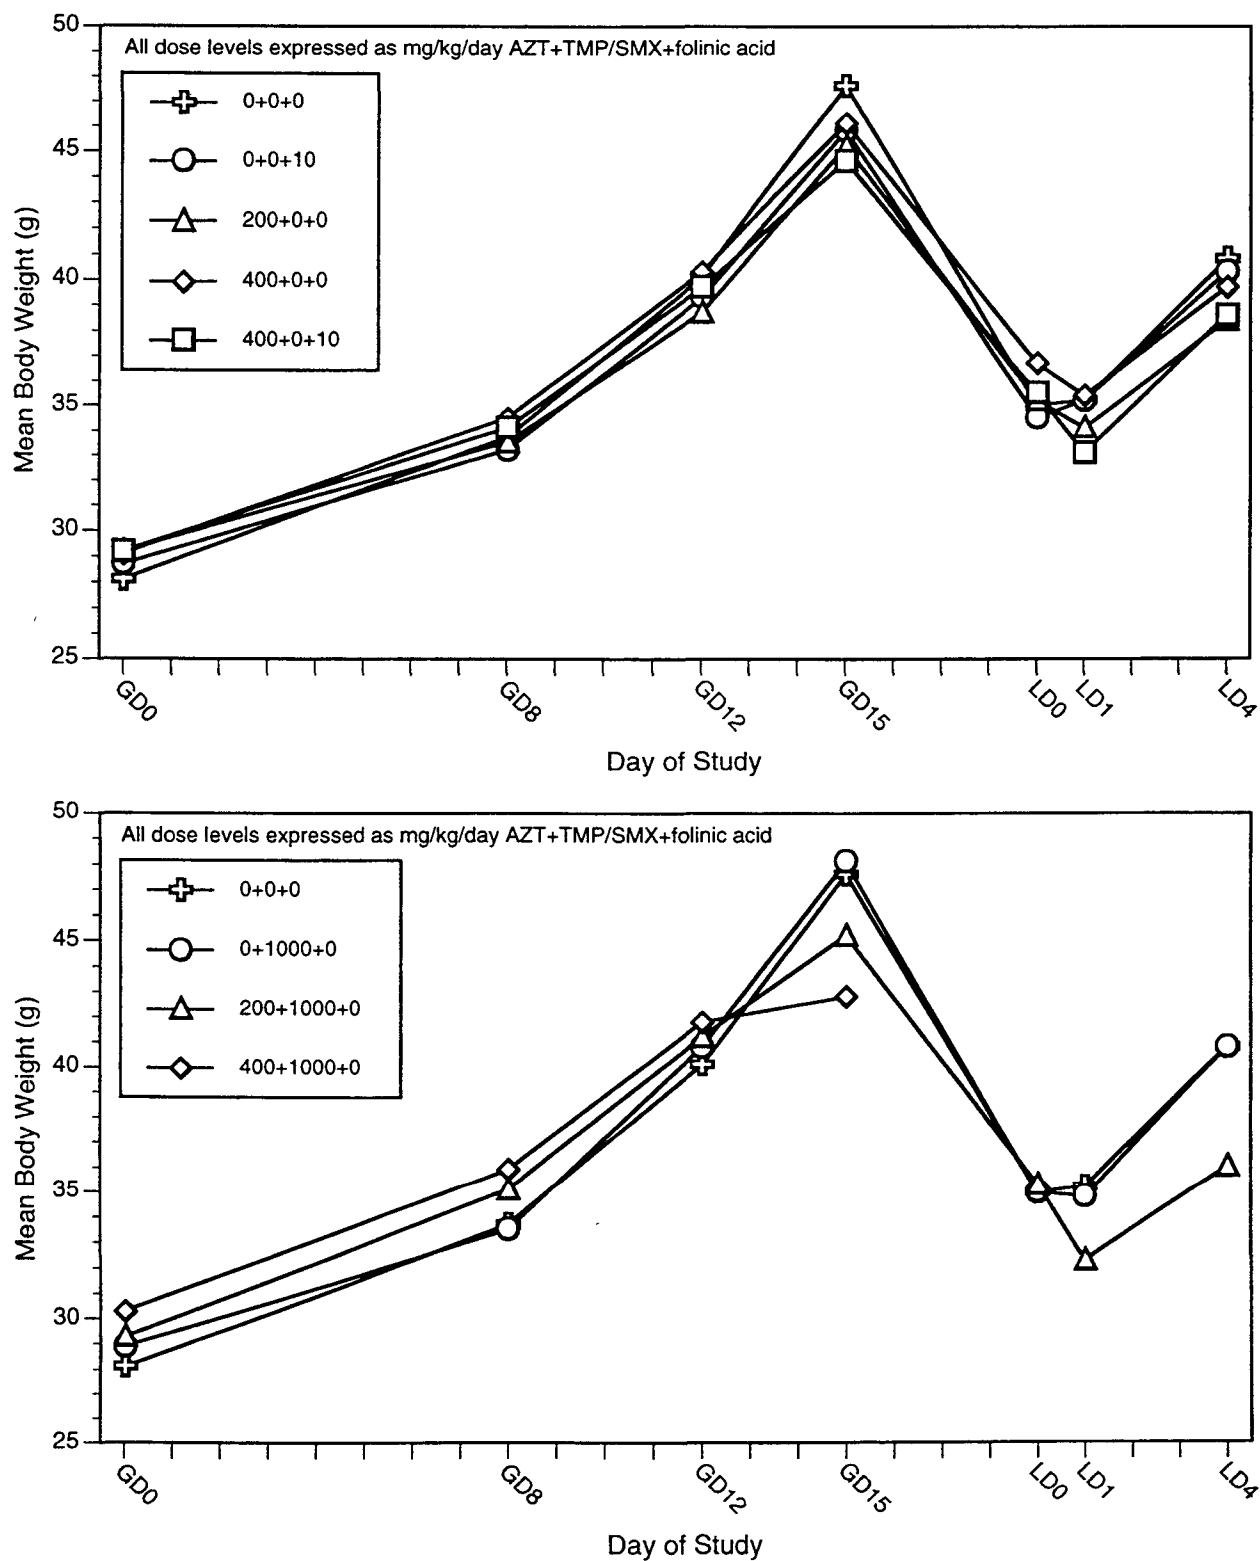 50
All dose levels expressed as mg/kg/day AZT+TMP/SMX+folinic acid
0+0+0
0+0+10
200+0+0
400+0+0
400+0+10
45
40
35
30
25
Mean Body Weight (g)
GD0
GD8
GD12
GD15
LD0
LD1
LD4
Day of Study
50
All dose levels expressed as mg/kg/day AZT+TMP/SMX+folinic acid
0+0+0
0+1000+0
200+1000+0
400+1000+0
45
40
35
30
25
Mean Body Weight (g)
GD0
GD8
GD12
GD15
LD0
LD1
LD4
Day of Study